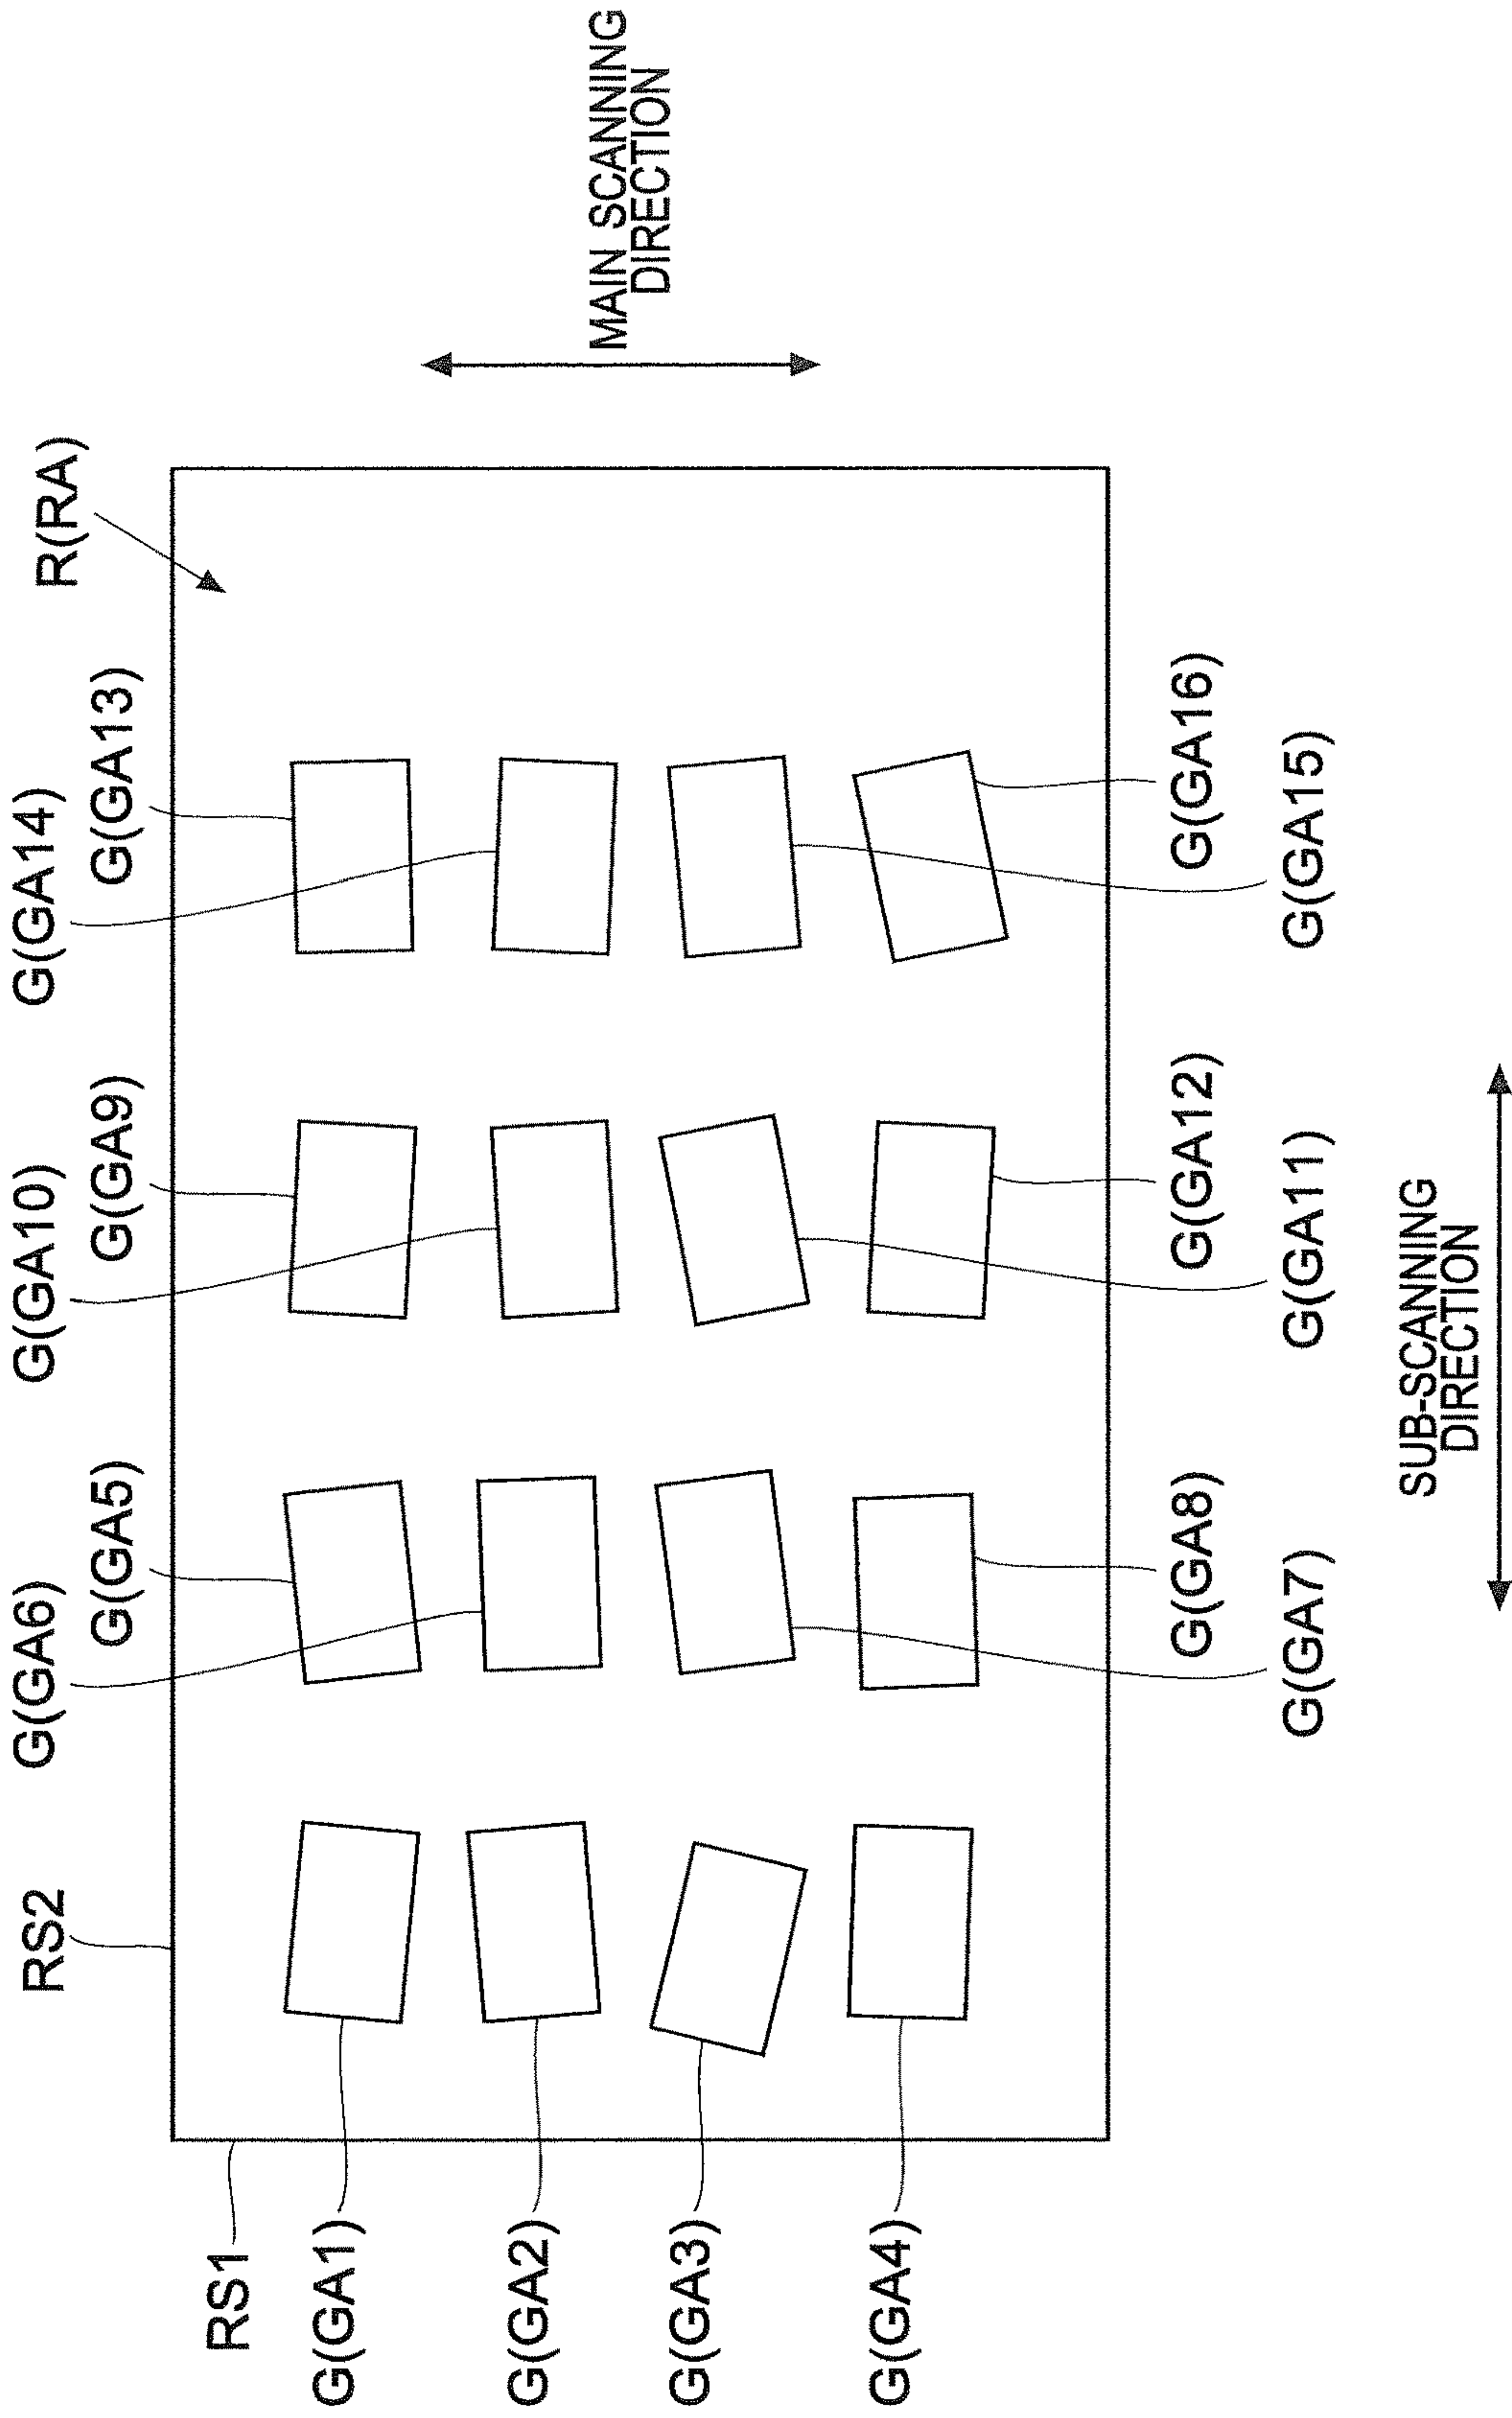 R(RA)
G(GA14)
G(GA13)
G(GA10)
G(GA9)
G(GA6)
G(GA5)
RS2
RS1
G(GA1)
G(GA2)
G(GA3)
G(GA4)
G(GA16)
G(GA15)
G(GA12)
G(GA11)
G(GA8)
G(GA7)
MAIN SCANNING
DIRECTION
SUB-SCANNING
DIRECTION